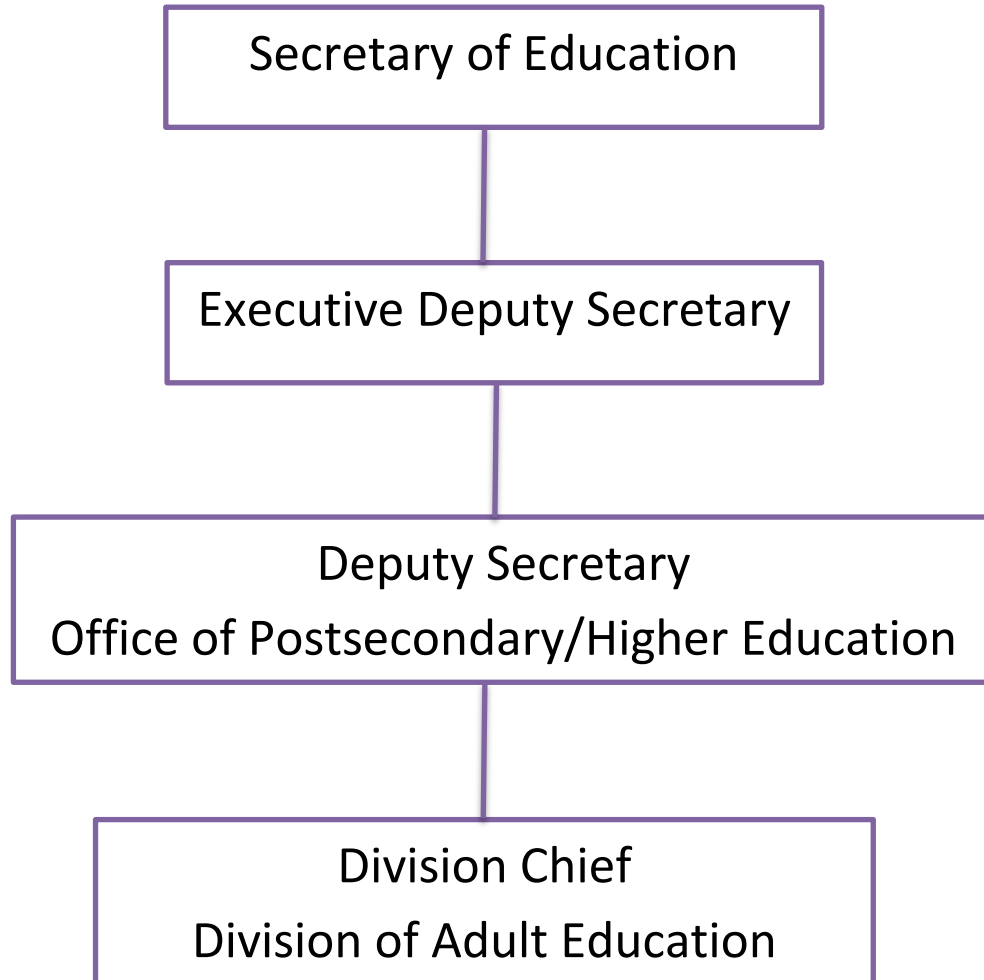 Secretary of Education
Executive Deputy Secretary
Deputy Secretary
Office of Postsecondary/Higher Education
Division Chief
Division of Adult Education